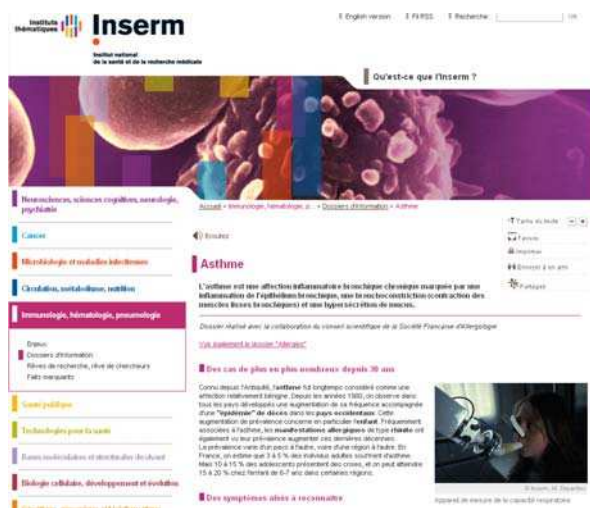 Instituts
thématiques
Inserm
Institut national
de la santé et de la recherche médicale
English version
Fil RSS
Recherche
OK
Qu'est-ce que l'Inserm ?
Neurosciences, sciences cognitives, neurologie,
psychiatrie
Cancer
Microbiologie et maladies infectieuses
Circulation, métabolisme, nutrition
Immunologie, hématologie, pneumologie
Enjeux
Dossiers d'information
Rêves de recherche, rêve de chercheurs
Faits marquants
Santé publique
Technologies pour la santé
Bases moléculaires et structurales du vivant
Biologie cellulaire, développement et évolution
Accueil > Immunologie, hématologie, p... > Dossiers d'information > Asthme
Ecoutez
Taille du texte
Favoris
Imprimer
Envoyer à un ami
Partager
Asthme
L'asthme est une affection inflammatoire bronchique chronique marquée par une
inflammation de l'épithélium bronchique, une bronchoconstriction (contraction des
muscles lisses bronchiques) et une hypersécrétion de mucus.
Dossier réalisé avec la collaboration du conseil scientifique de la Société Française d'Allergologie
Voir également le dossier "Allergies"
Des cas de plus en plus nombreux depuis 30 ans
Connu depuis l'Antiquité, l'asthme fut longtemps considéré comme une
affection relativement bénigne. Depuis les années 1980, on observe dans
tous les pays développés une augmentation de sa fréquence accompagnée
d'une "épidémie" de décès dans les pays occidentaux. Cette
augmentation de prévalence concerne en particulier l'enfant. Fréquemment
associées à l'asthme, les manifestations allergiques de type rhinite ont
également vu leur prévalence augmenter ces dernières décennies.
La prévalence varie d'un pays à l'autre, voire d'une région à l'autre. En
France, on estime que 3 à 5 % des individus adultes souffrent d'asthme.
Mais 10 à 15 % des adolescents présentent des crises, et on peut atteindre
15 à 20 % chez l'enfant de 6-7 ans dans certaines régions.
© Inserm, M. Depardieu
Appareil de mesure de la capacité respiratoire
Des symptômes aisés à reconnaître